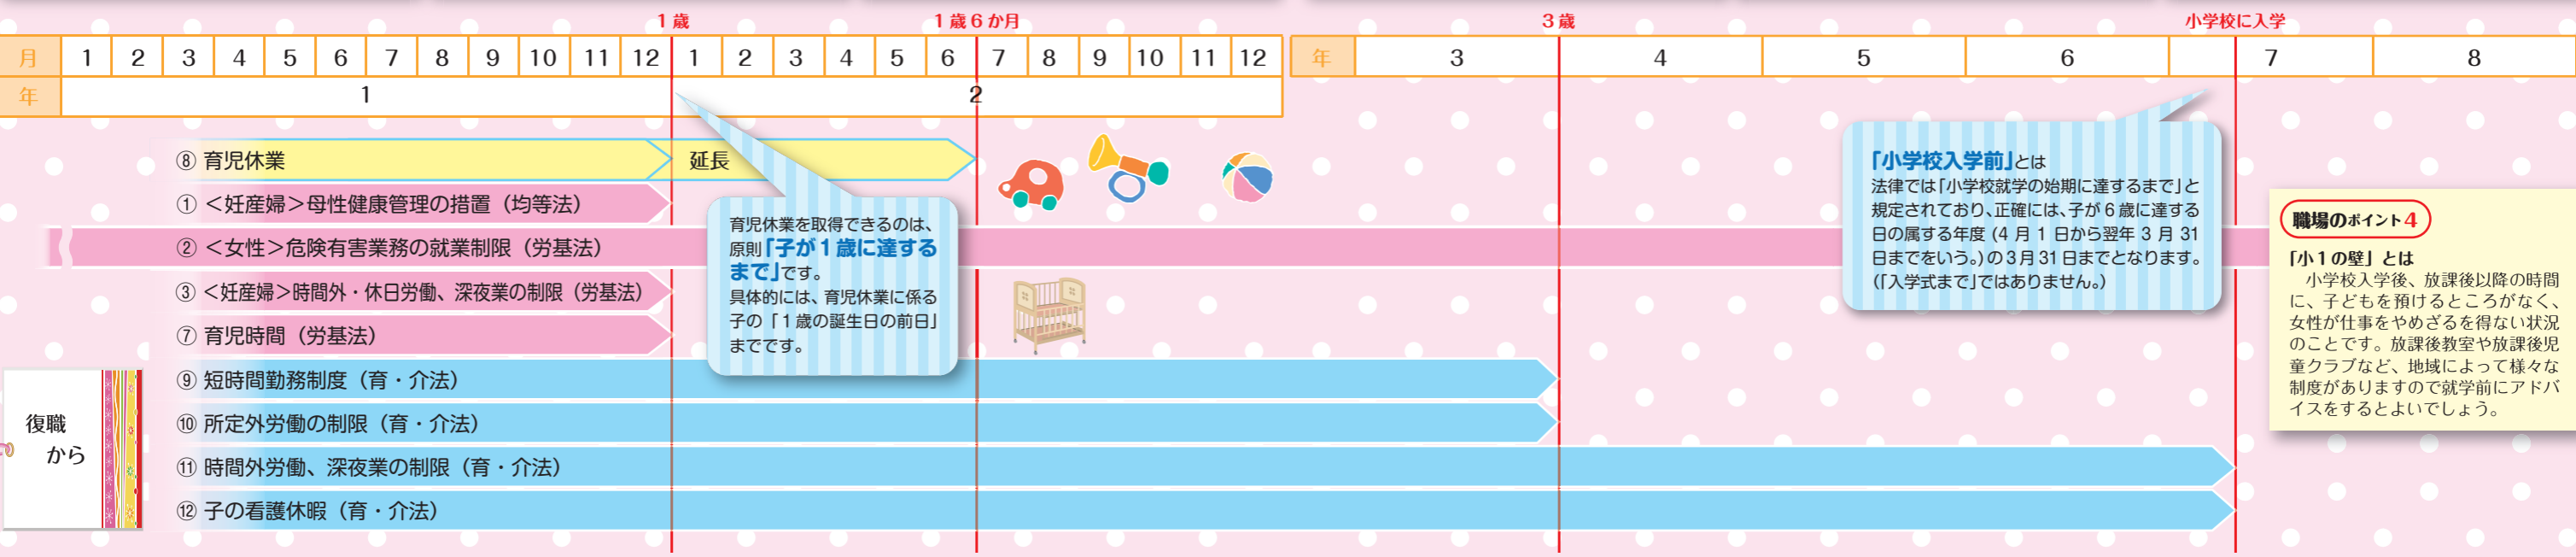 1歳
1歳6か月
3歳
小学校に入学
月 1 2 3 4 5 6 7 8 9 10 11 12 1 2 3 4 5 6 7 8 9 10 11 12 年 3 4 5 6 7 8
年 1 2
⑧ 育児休業 延長
① <妊産婦>母性健康管理の措置(均等法)
② <女性>危険有害業務の就業制限(労基法)
③ <妊産婦>時間外・休日労働、深夜業の制限(労基法)
⑦ 育児時間(労基法)
⑨ 短時間勤務制度(育・介法)
⑩ 所定外労働の制限(育・介法)
⑪ 時間外労働、深夜業の制限(育・介法)
⑫ 子の看護休暇(育・介法)
復職
から
育児休業を取得できるのは、
原則「子が1歳に達する
まで」です。
具体的には、育児休業に係る
子の「1歳の誕生日の前日」
までです。
「小学校入学前」とは
法律では「小学校就学の始期に達するまで」と
規定されており、正確には、子が6歳に達する
日の属する年度(4月1日から翌年3月31
日までをいう。)の3月31日までとなります。
(「入学式まで」ではありません。)
職場のポイント4
「小1の壁」とは
小学校入学後、放課後以降の時間
に、子どもを預けるところがなく、
女性が仕事をやめざるを得ない状況
のことです。放課後教室や放課後児
童クラブなど、地域によって様々な
制度がありますので就学前にアドバ
イスをするとよいでしょう。